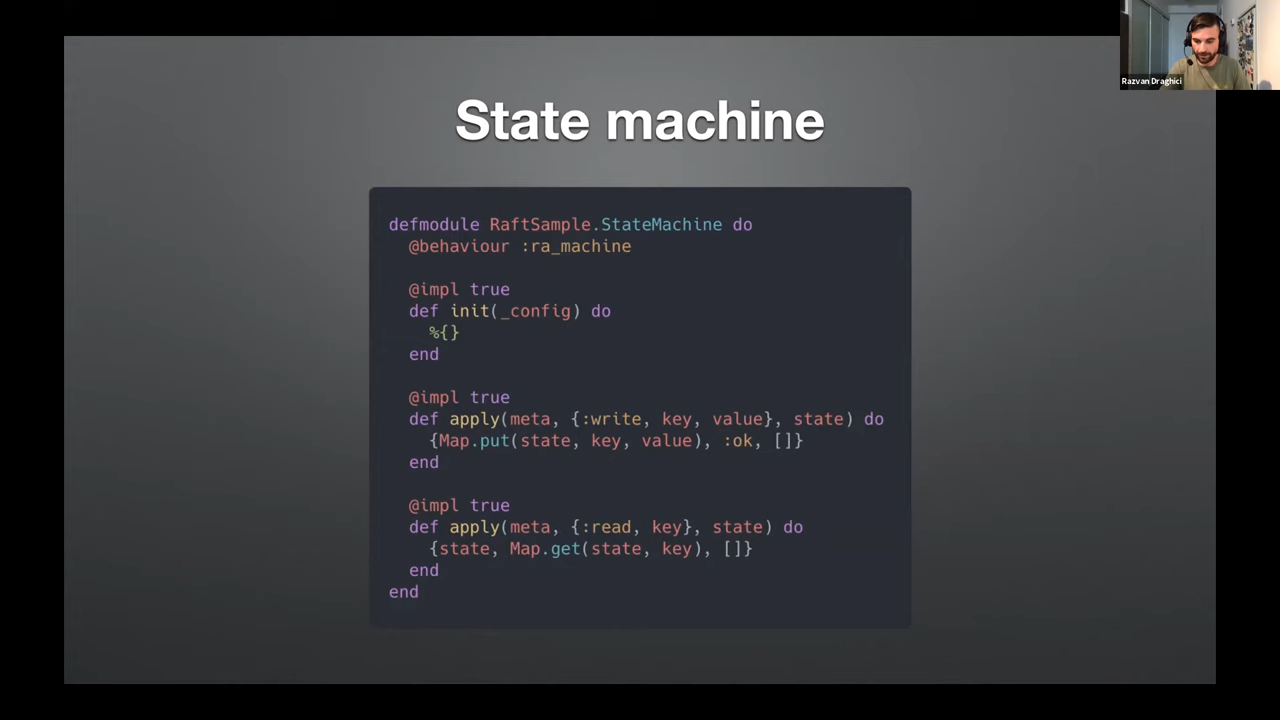 Razvan Draghici
State machine
defmodule RaftSample.StateMachine do
@behaviour :ra_machine
@impl true
def init(_config) do
%{}
end
@impl true
def apply(meta, {:write, key, value}, state) do
{Map.put(state, key, value), :ok, []}
end
@impl true
def apply(meta, {:read, key}, state) do
{state, Map.get(state, key), []}
end
end